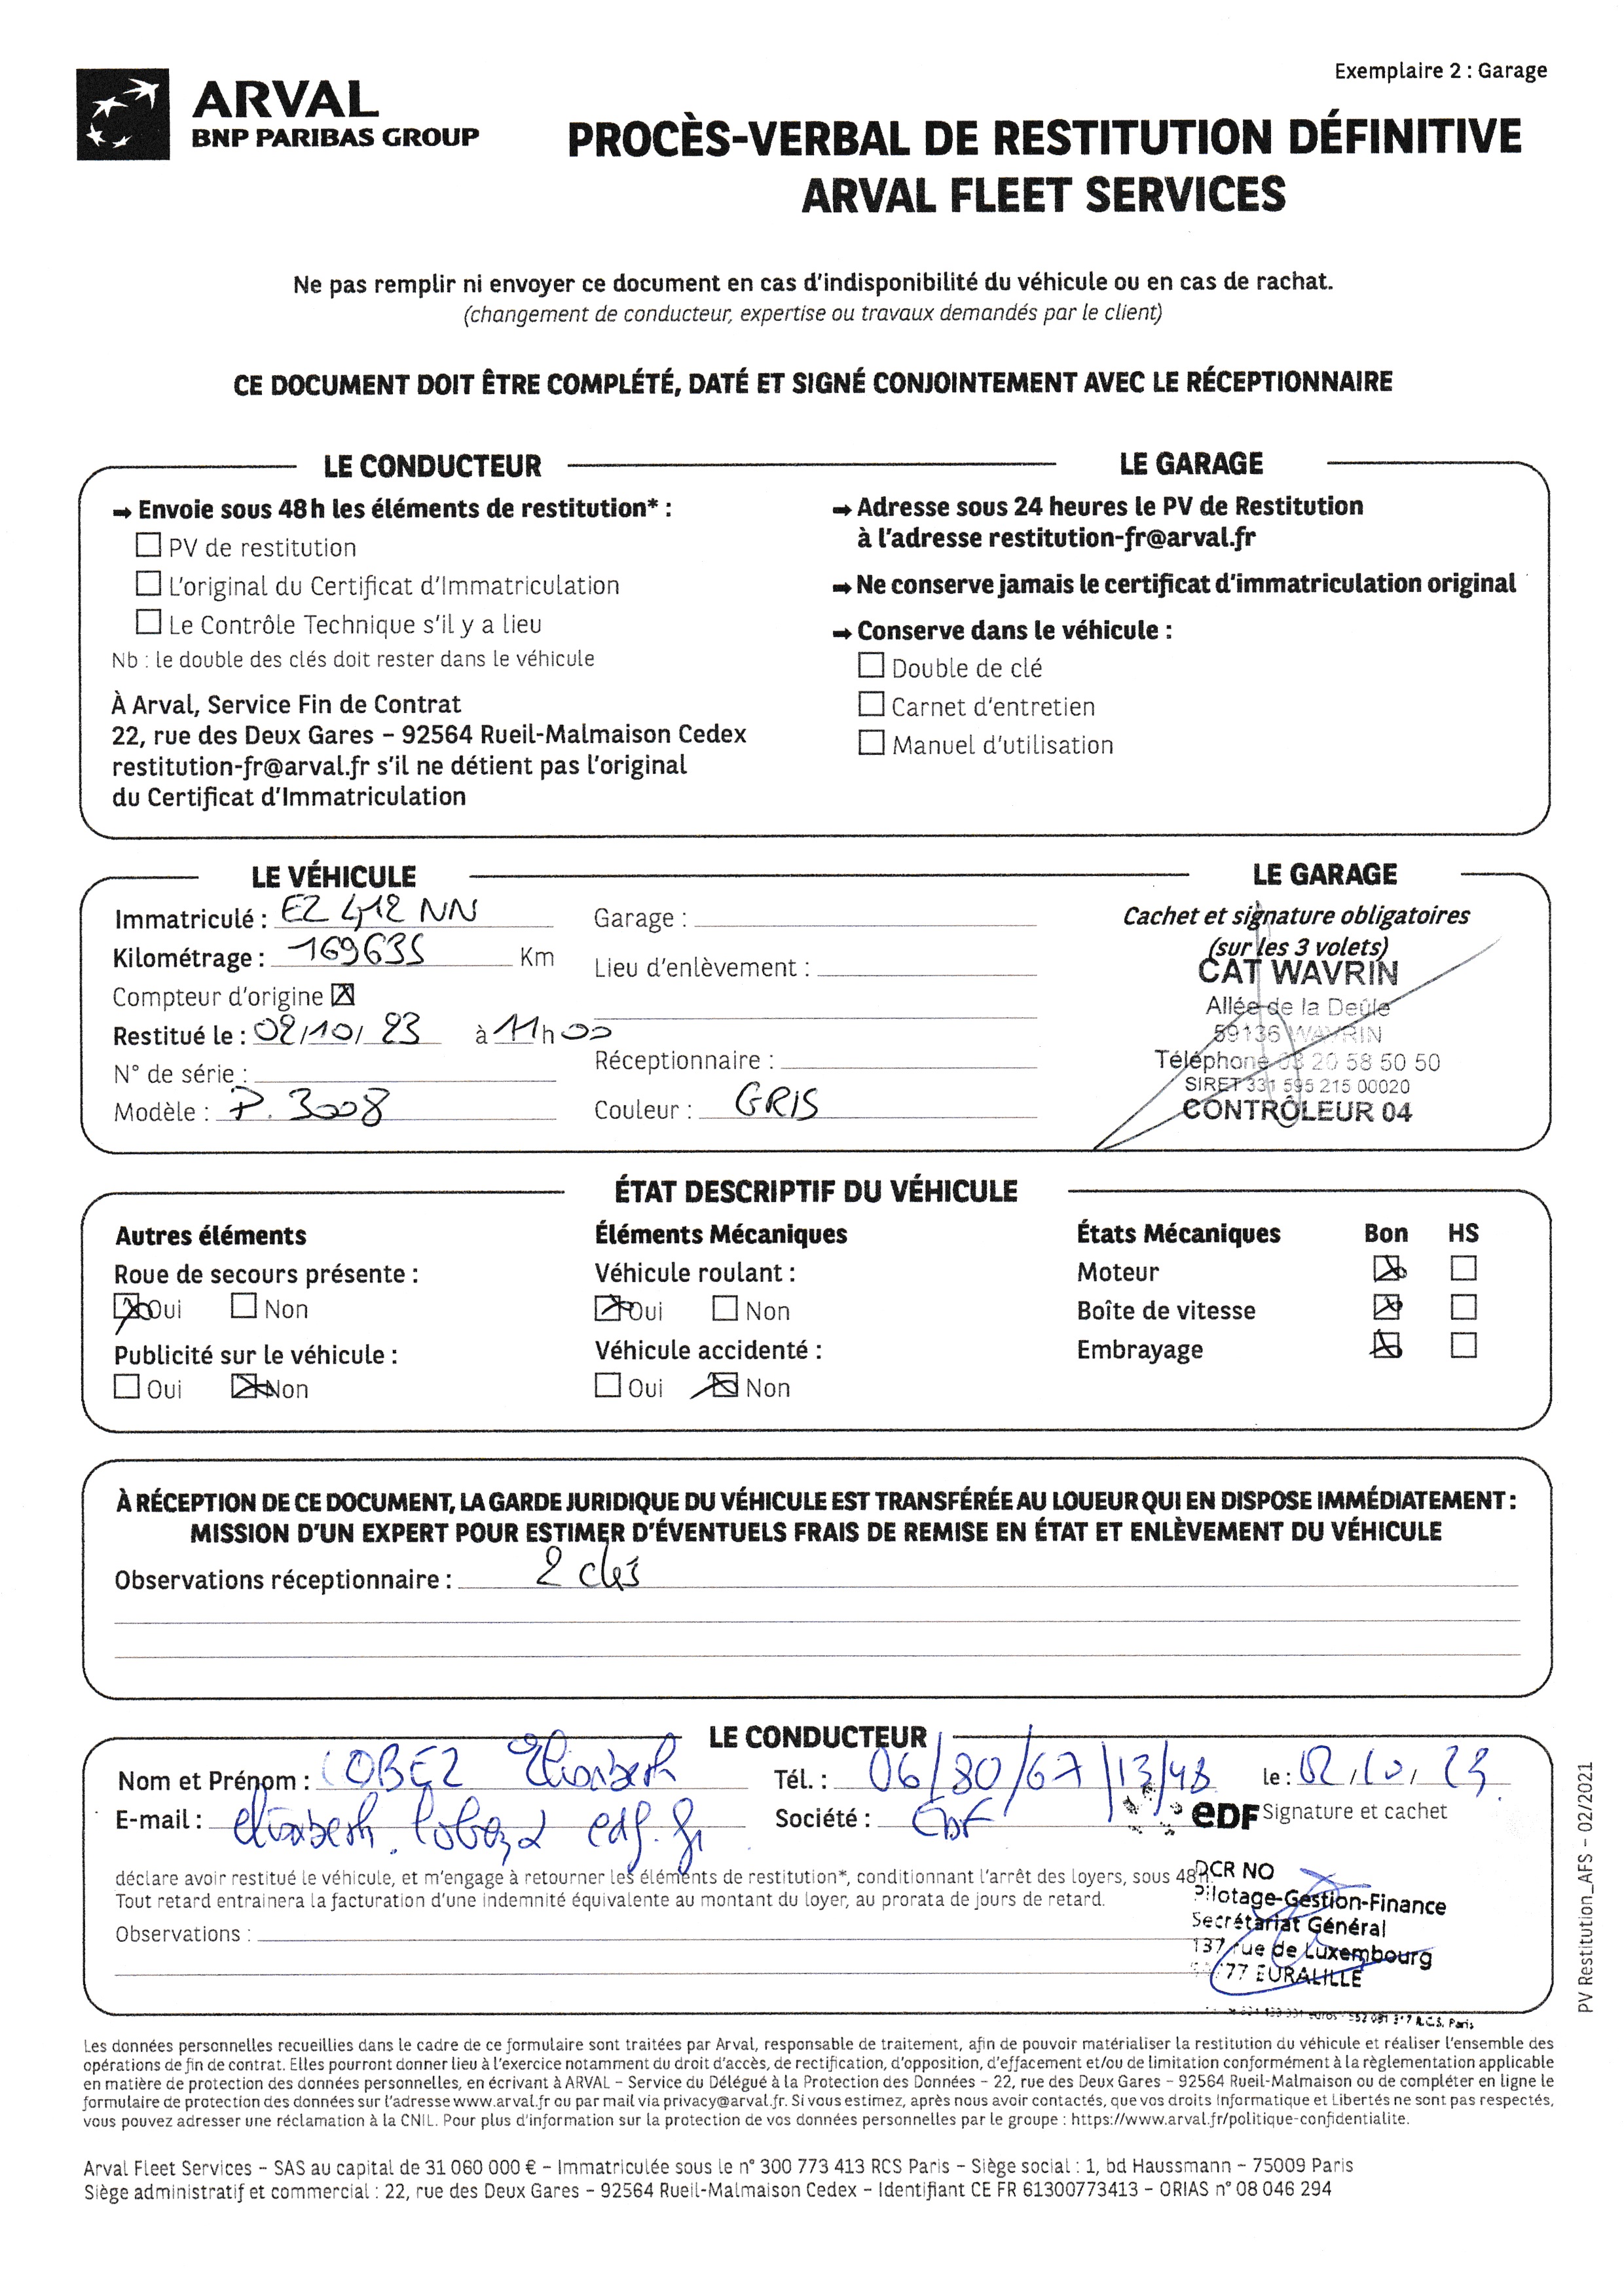 Exemplaire 2 : Garage
ARVAL
BNP PARIBAS GROUP
PROCÈS-VERBAL DE RESTITUTION DÉFINITIVE
ARVAL FLEET SERVICES
Ne pas remplir ni envoyer ce document en cas d'indisponibilité du véhicule ou en cas de rachat.
(changement de conducteur, expertise ou travaux demandés par le client)
CE DOCUMENT DOIT ÊTRE COMPLÉTÉ, DATÉ ET SIGNÉ CONJOINTEMENT AVEC LE RÉCEPTIONNAIRE
LE CONDUCTEUR
→ Envoie sous 48h les éléments de restitution* :
PV de restitution
L'original du Certificat d'Immatriculation
Le Contrôle Technique s'il y a lieu
Nb : le double des clés doit rester dans le véhicule
À Arval, Service Fin de Contrat
22, rue des Deux Gares – 92564 Rueil-Malmaison Cedex
restitution-fr@arval.fr s'il ne détient pas l'original
du Certificat d'Immatriculation
LE GARAGE
→ Adresse sous 24 heures le PV de Restitution
à l'adresse restitution-fr@arval.fr
→ Ne conserve jamais le certificat d'immatriculation original
→ Conserve dans le véhicule :
Double de clé
Carnet d'entretien
Manuel d'utilisation
LE VÉHICULE
Immatriculé : EZ 412 NN
Kilométrage : 169635 Km
Compteur d'origine
Restitué le : 02/10/ 23 à 11h00
N° de série :
Modèle : P. 3008
Garage :
Lieu d'enlèvement :
Réceptionnaire :
Couleur : GRIS
LE GARAGE
Cachet et signature obligatoires
(sur les 3 volets)
CAT WAVRIN
Allée de la Deûle
59136 WAVRIN
Téléphone 03 20 58 50 50
SIRET 331 595 215 00020
CONTRÔLEUR 04
ÉTAT DESCRIPTIF DU VÉHICULE
Autres éléments
Roue de secours présente :
Oui Non
Publicité sur le véhicule :
Oui Non
Éléments Mécaniques
Véhicule roulant :
Oui Non
Véhicule accidenté :
Oui Non
États Mécaniques Bon HS
Moteur
Boîte de vitesse
Embrayage
À RÉCEPTION DE CE DOCUMENT, LA GARDE JURIDIQUE DU VÉHICULE EST TRANSFÉRÉE AU LOUEUR QUI EN DISPOSE IMMÉDIATEMENT :
MISSION D'UN EXPERT POUR ESTIMER D'ÉVENTUELS FRAIS DE REMISE EN ÉTAT ET ENLÈVEMENT DU VÉHICULE
Observations réceptionnaire : 2 clés
LE CONDUCTEUR
Nom et Prénom : LOBEZ Elisabeth
Tél. : 06/80/67/13/48
le : 02/10/ 23.
E-mail : elisabeth.lobez@edf.fr
Société : EDF
eDF
Signature et cachet
déclare avoir restitué le véhicule, et m'engage à retourner les éléments de restitution*, conditionnant l'arrêt des loyers, sous 48h.
Tout retard entrainera la facturation d'une indemnité équivalente au montant du loyer, au prorata de jours de retard.
Observations :
DCR NO
Pilotage-Gestion-Finance
Secrétariat Général
137 rue de Luxembourg
77 EURALILLE
552 081 317 R.C.S. Paris
PV Restitution_AFS – 02/2021
Les données personnelles recueillies dans le cadre de ce formulaire sont traitées par Arval, responsable de traitement, afin de pouvoir matérialiser la restitution du véhicule et réaliser l'ensemble des
opérations de fin de contrat. Elles pourront donner lieu à l'exercice notamment du droit d'accès, de rectification, d'opposition, d'effacement et/ou de limitation conformément à la règlementation applicable
en matière de protection des données personnelles, en écrivant à ARVAL – Service du Délégué à la Protection des Données – 22, rue des Deux Gares – 92564 Rueil-Malmaison ou de compléter en ligne le
formulaire de protection des données sur l'adresse www.arval.fr ou par mail via privacy@arval.fr. Si vous estimez, après nous avoir contactés, que vos droits Informatique et Libertés ne sont pas respectés,
vous pouvez adresser une réclamation à la CNIL. Pour plus d'information sur la protection de vos données personnelles par le groupe : https://www.arval.fr/politique-confidentialite.
Arval Fleet Services – SAS au capital de 31 060 000 € – Immatriculée sous le n° 300 773 413 RCS Paris – Siège social : 1, bd Haussmann – 75009 Paris
Siège administratif et commercial : 22, rue des Deux Gares – 92564 Rueil-Malmaison Cedex – Identifiant CE FR 61300773413 – ORIAS n° 08 046 294